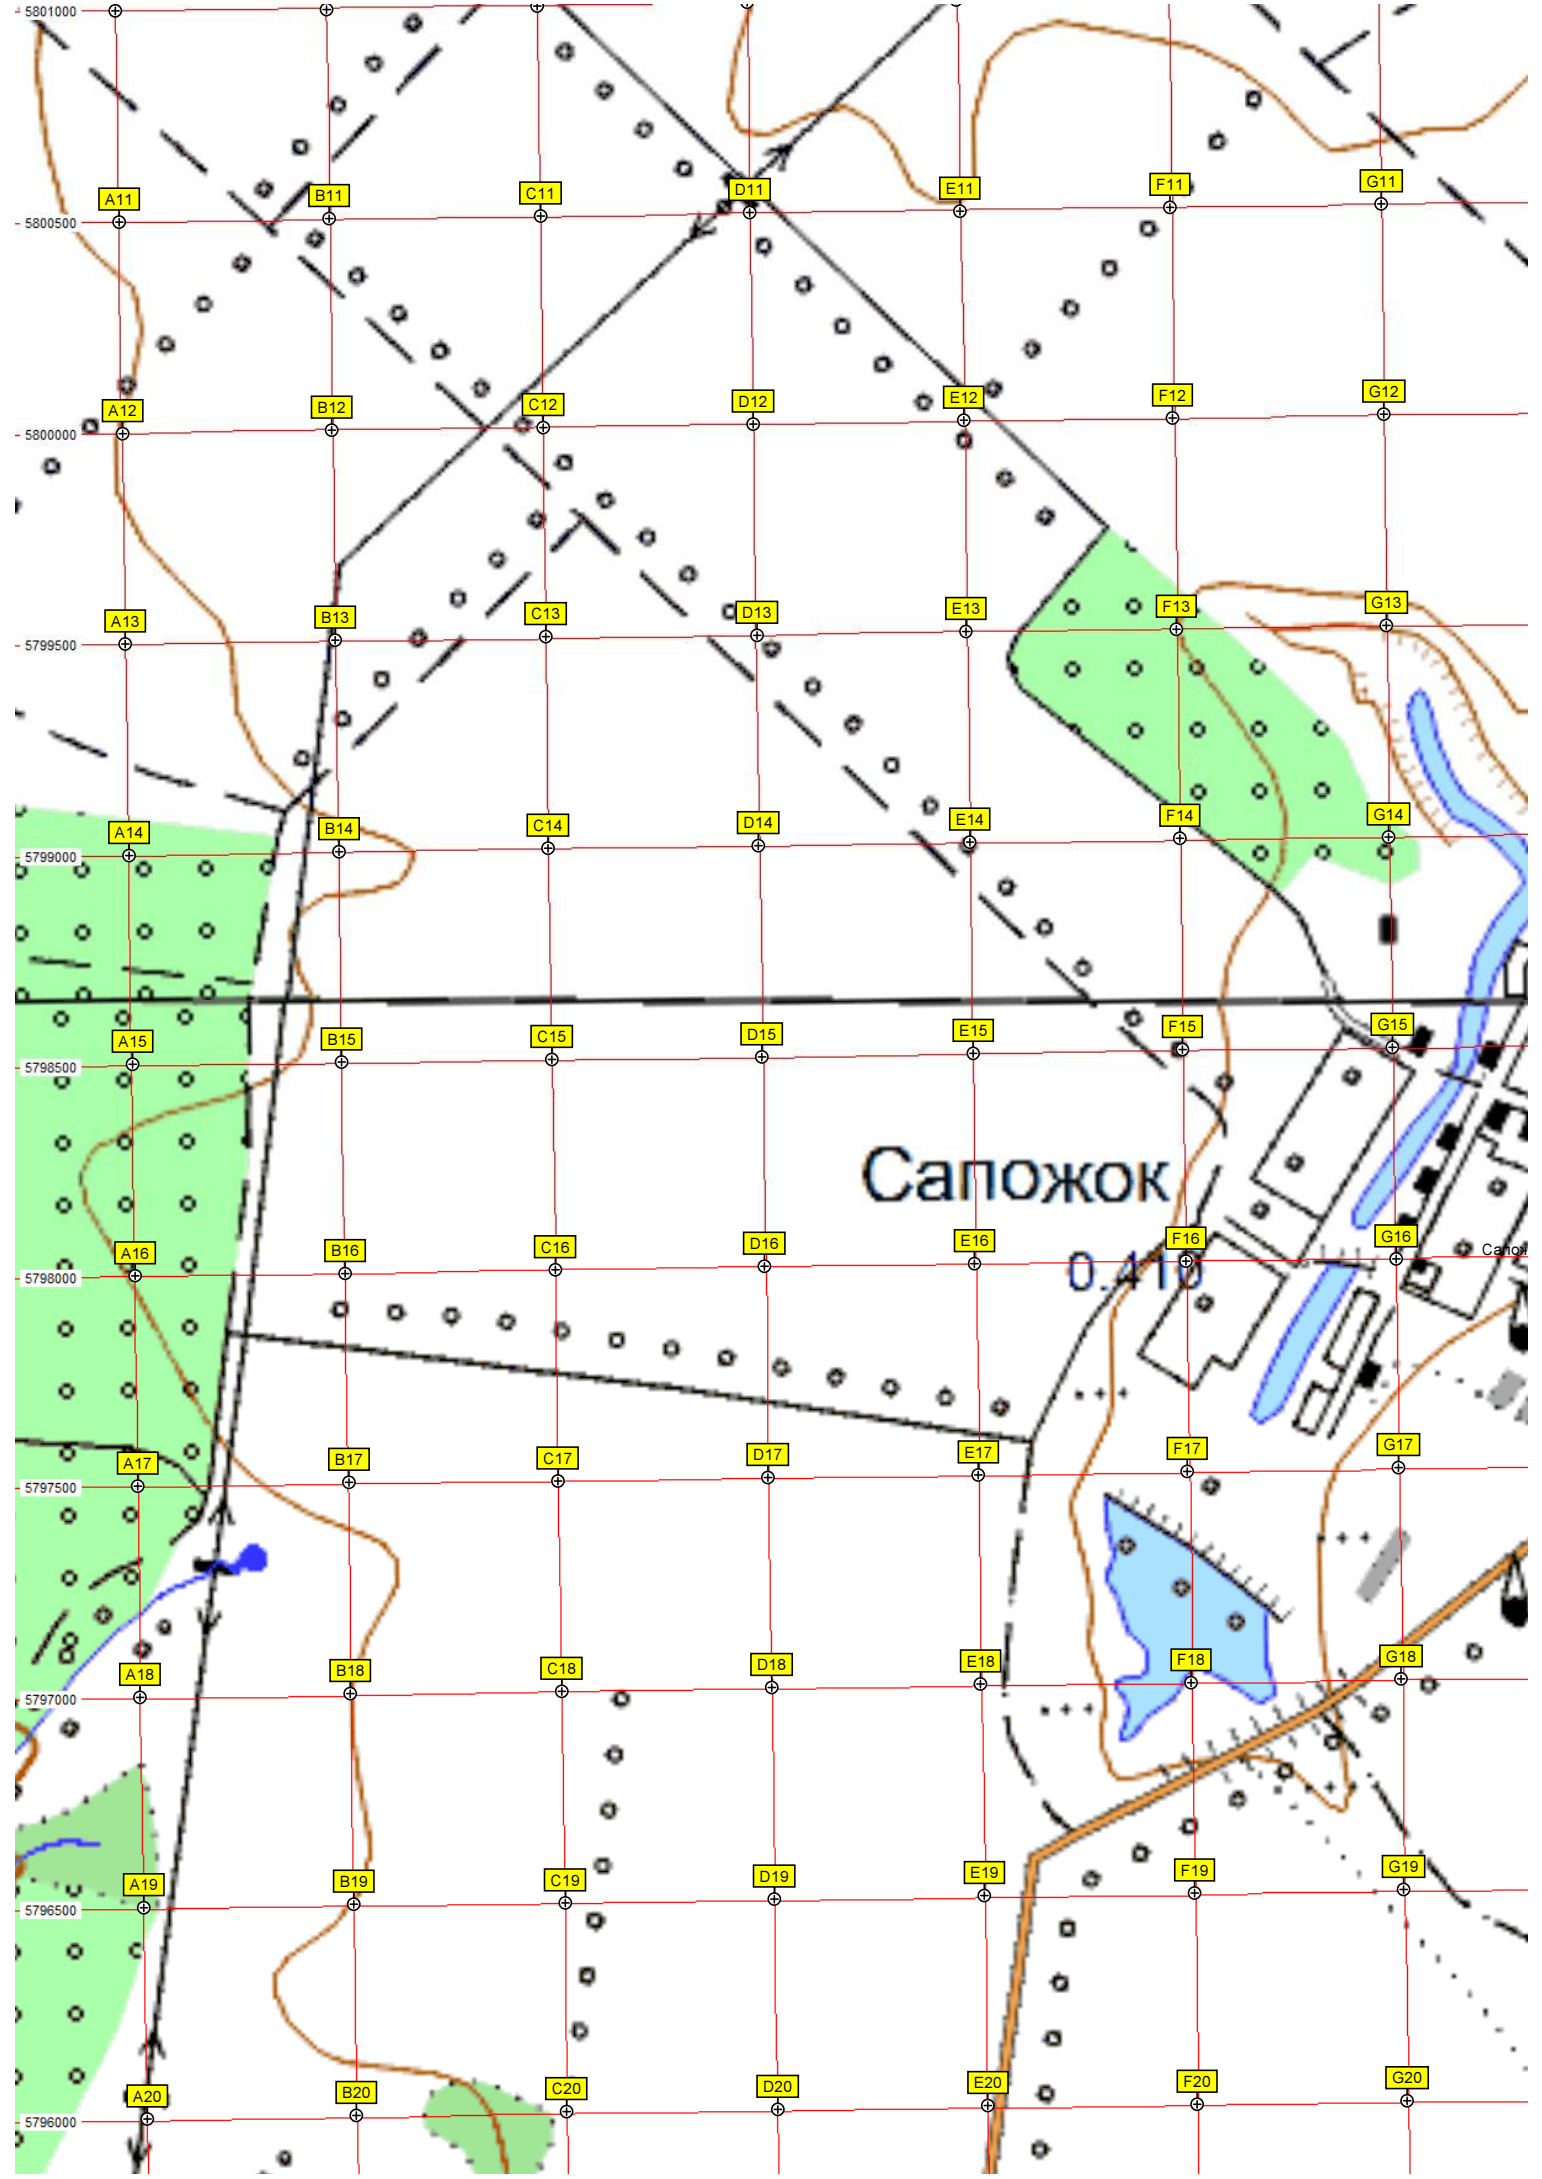 5801000
A11 B11 C11 D11 E11 F11 G11
5800500
A12 B12 C12 D12 E12 F12 G12
5800000
A13 B13 C13 D13 E13 F13 G13
5799500
A14 B14 C14 D14 E14 F14 G14
5799000
A15 B15 C15 D15 E15 F15 G15
5798500
Сапожок
A16 B16 C16 D16 E16 F16 G16
5798000
0.410
A17 B17 C17 D17 E17 F17 G17
5797500
A18 B18 C18 D18 E18 F18 G18
5797000
A19 B19 C19 D19 E19 F19 G19
5796500
A20 B20 C20 D20 E20 F20 G20
5796000